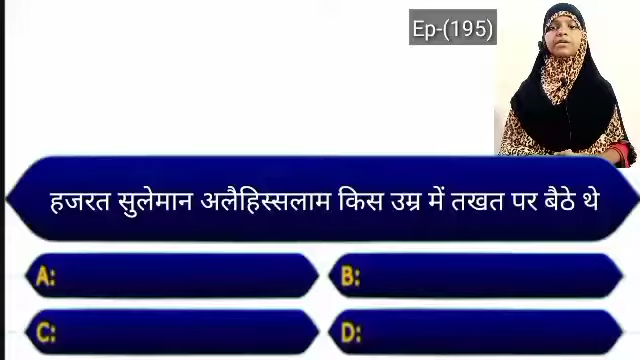 Ep-(195)
हजरत सुलेमान अलैहिस्सलाम किस उम्र में तखत पर बैठे थे
A:
B:
C:
D: